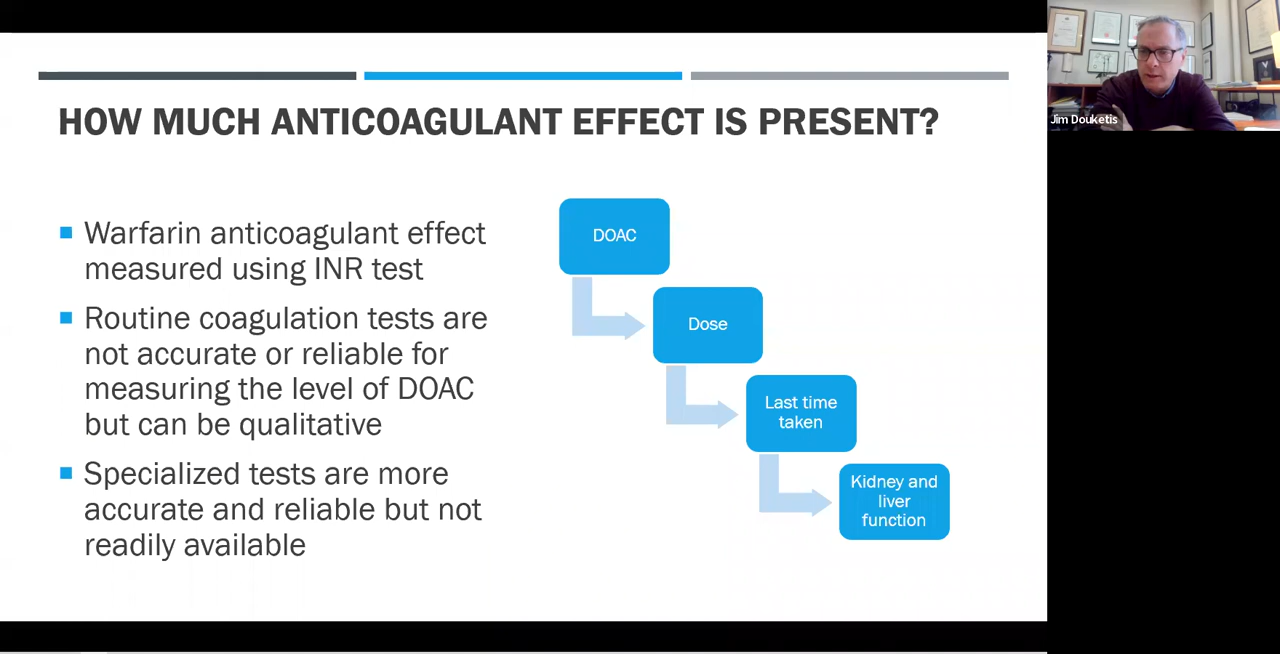 HOW MUCH ANTICOAGULANT EFFECT IS PRESENT?
Warfarin anticoagulant effect
measured using INR test
Routine coagulation tests are
not accurate or reliable for
measuring the level of DOAC
but can be qualitative
Specialized tests are more
accurate and reliable but not
readily available
DOAC
Dose
Last time
taken
Kidney and
liver
function
Jim Douketis